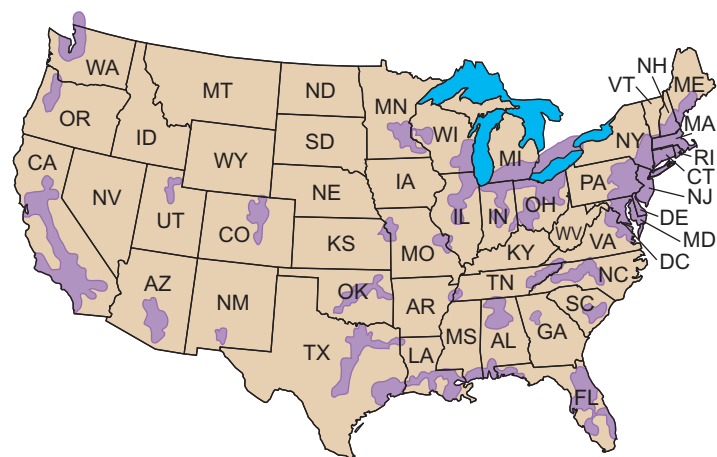 NH
VT
ME
WA
MT
ND
MN
OR
ID
WI
NY
MA
SD
MI
RI
WY
CT
CA
IA
PA
NJ
NV
NE
OH
UT
IL
IN
DE
CO
WV
MD
KS
MO
VA
KY
DC
NC
TN
AZ
OK
NM
AR
SC
GA
MS
AL
TX
LA
FL